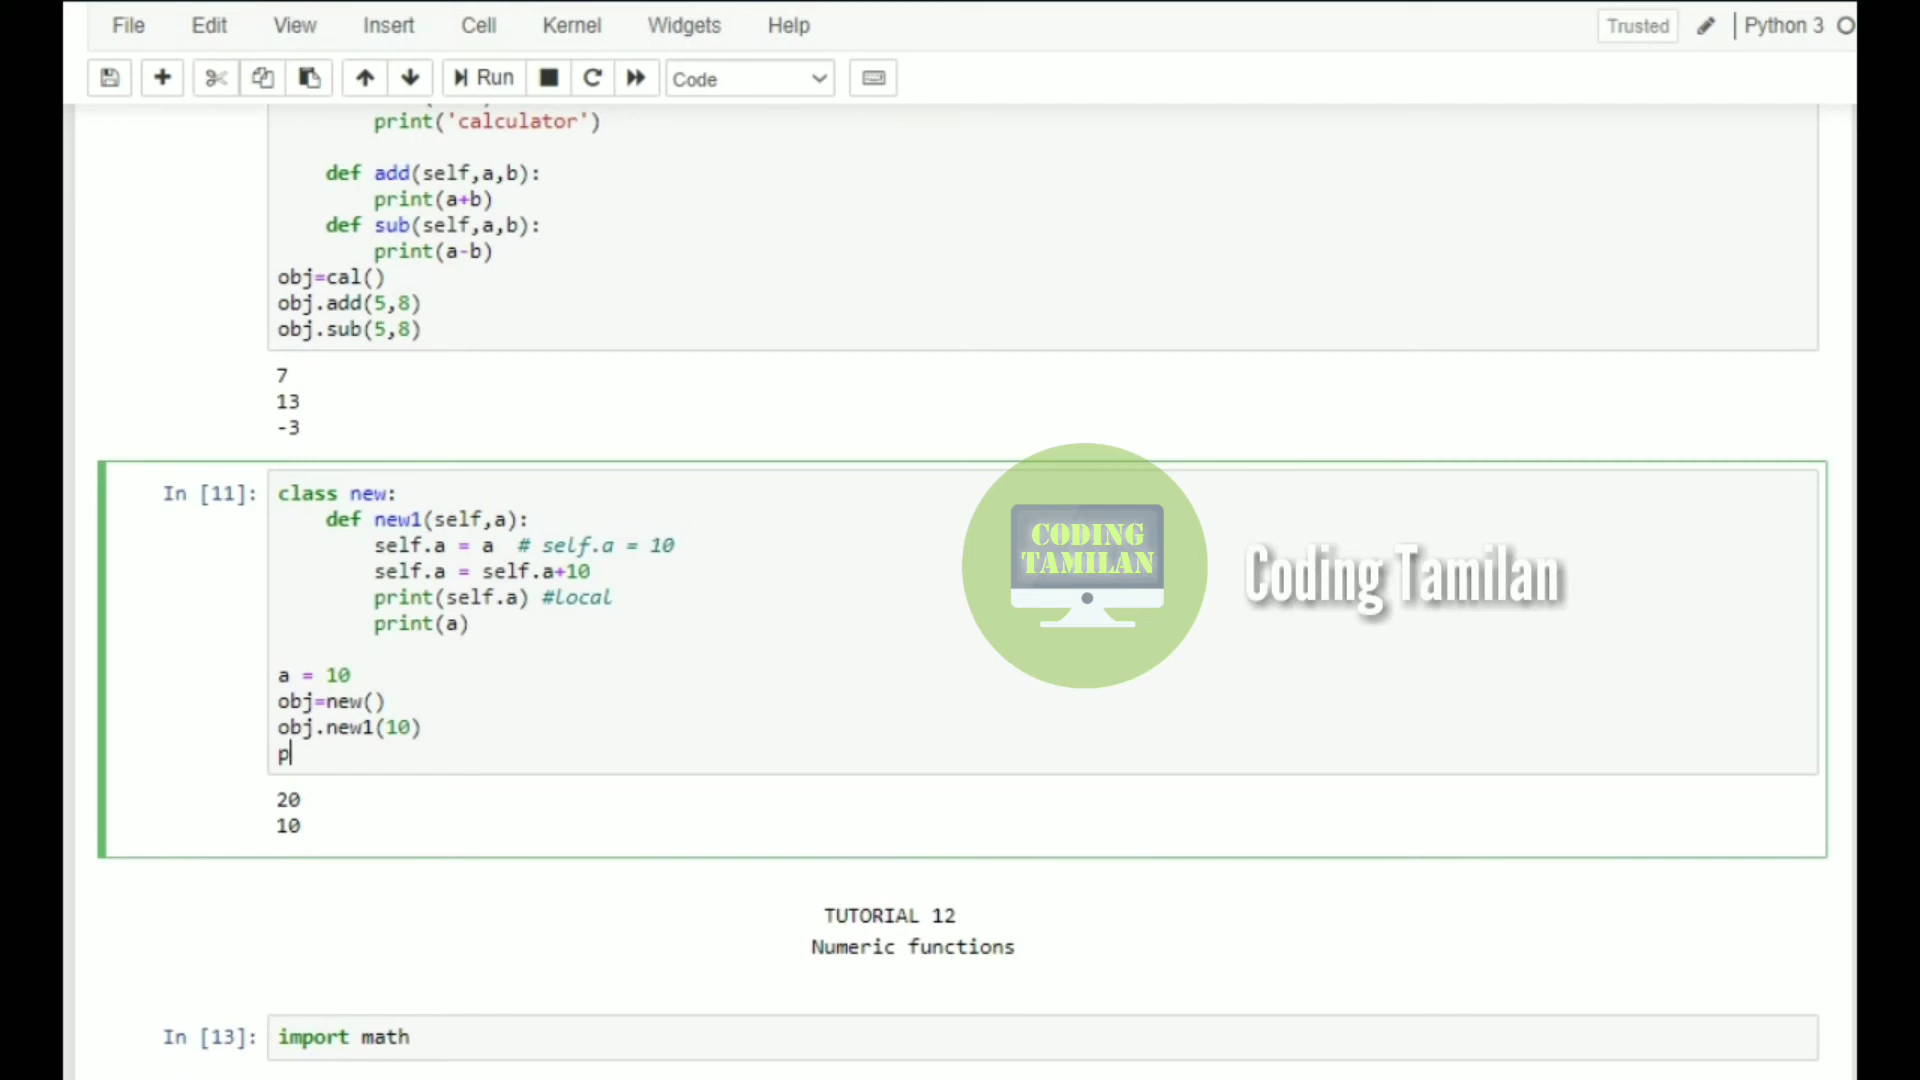 File Edit View Insert Cell Kernel Widgets Help Trusted Python 3
Run Code
print('calculator')
def add(self,a,b):
print(a+b)
def sub(self,a,b):
print(a-b)
obj=cal()
obj.add(5,8)
obj.sub(5,8)
7
13
-3
In [11]: class new:
def new1(self,a):
self.a = a # self.a = 10
self.a = self.a+10
print(self.a) #local
print(a)
a = 10
obj=new()
obj.new1(10)
p
20
10
CODING
TAMILAN
Coding Tamilan
TUTORIAL 12
Numeric functions
In [13]: import math